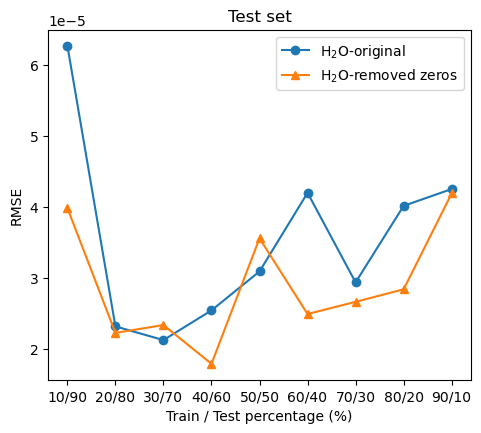 Test set
1e−5
H₂O-original
H₂O-removed zeros
6
5
4
3
2
RMSE
10/90 20/80 30/70 40/60 50/50 60/40 70/30 80/20 90/10
Train / Test percentage (%)